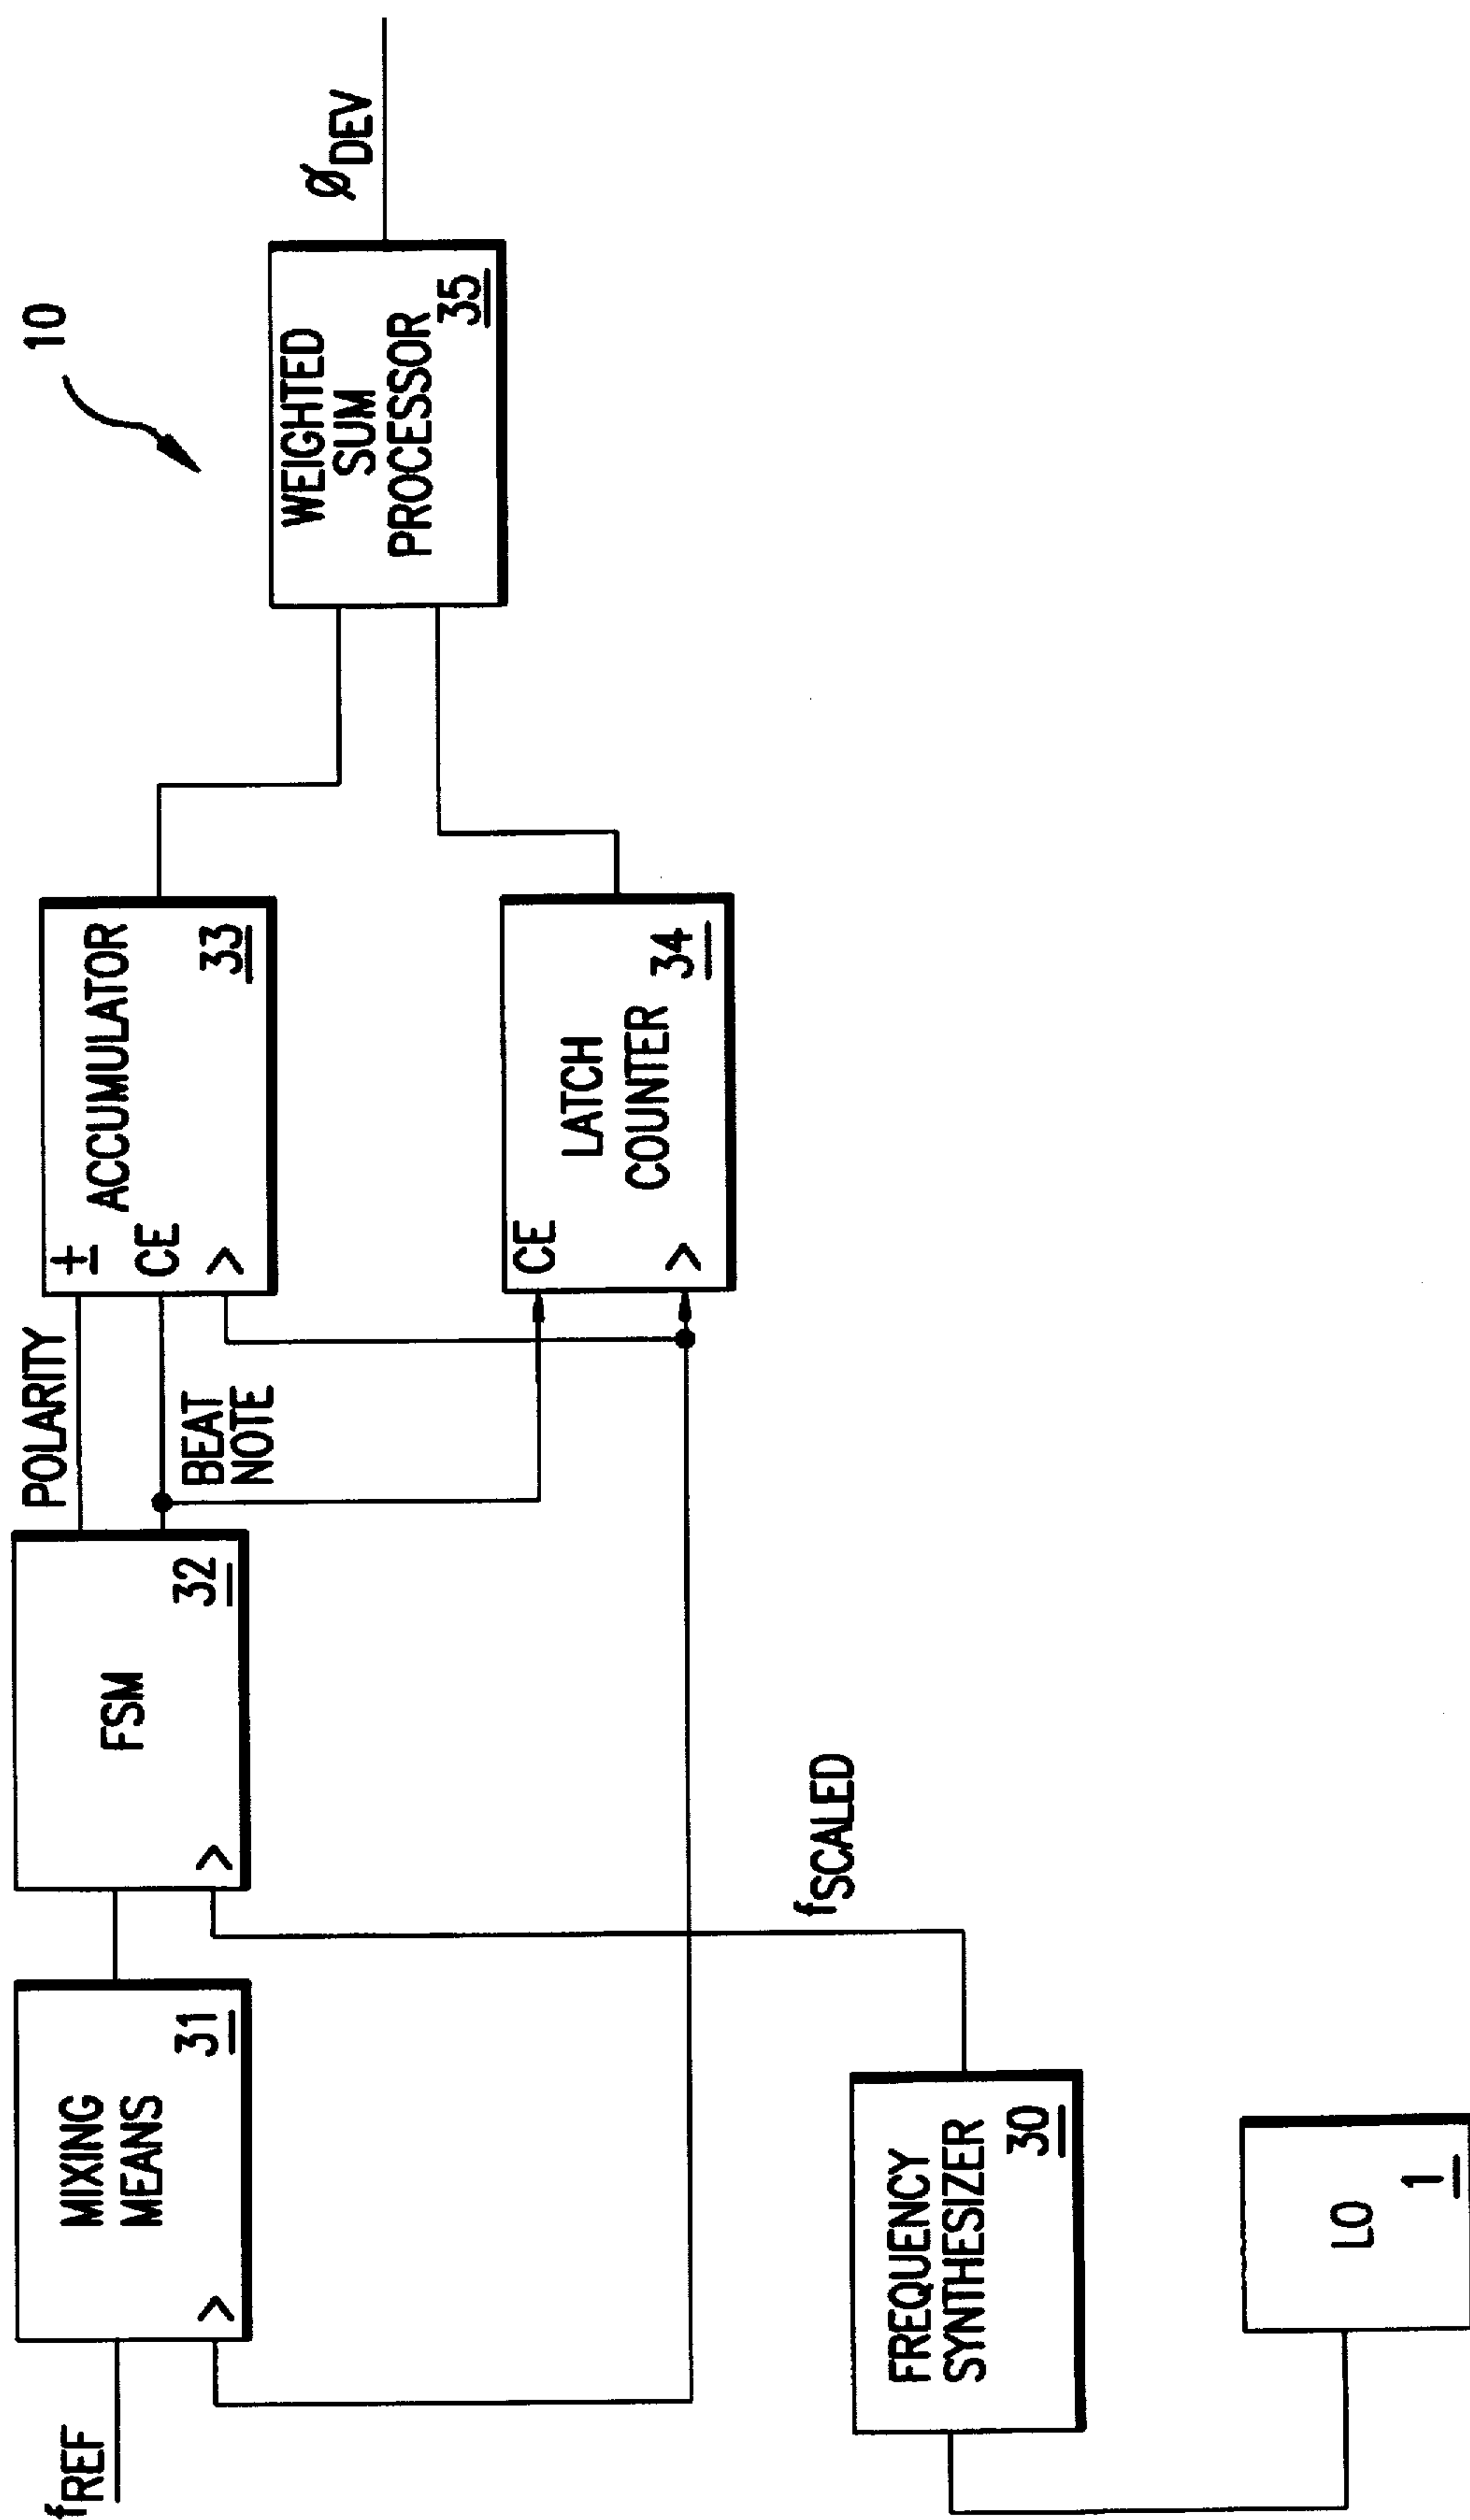 10
fREF
MIXING
MEANS
31
>
FSM
32
>
POLARITY
BEAT
NOTE
±
ACCUMULATOR
CE
33
>
CE
LATCH
COUNTER
34
>
WEIGHTED
SUM
PROCESSOR
35
ØDEV
fSCALED
FREQUENCY
SYNTHESIZER
30
LO
1